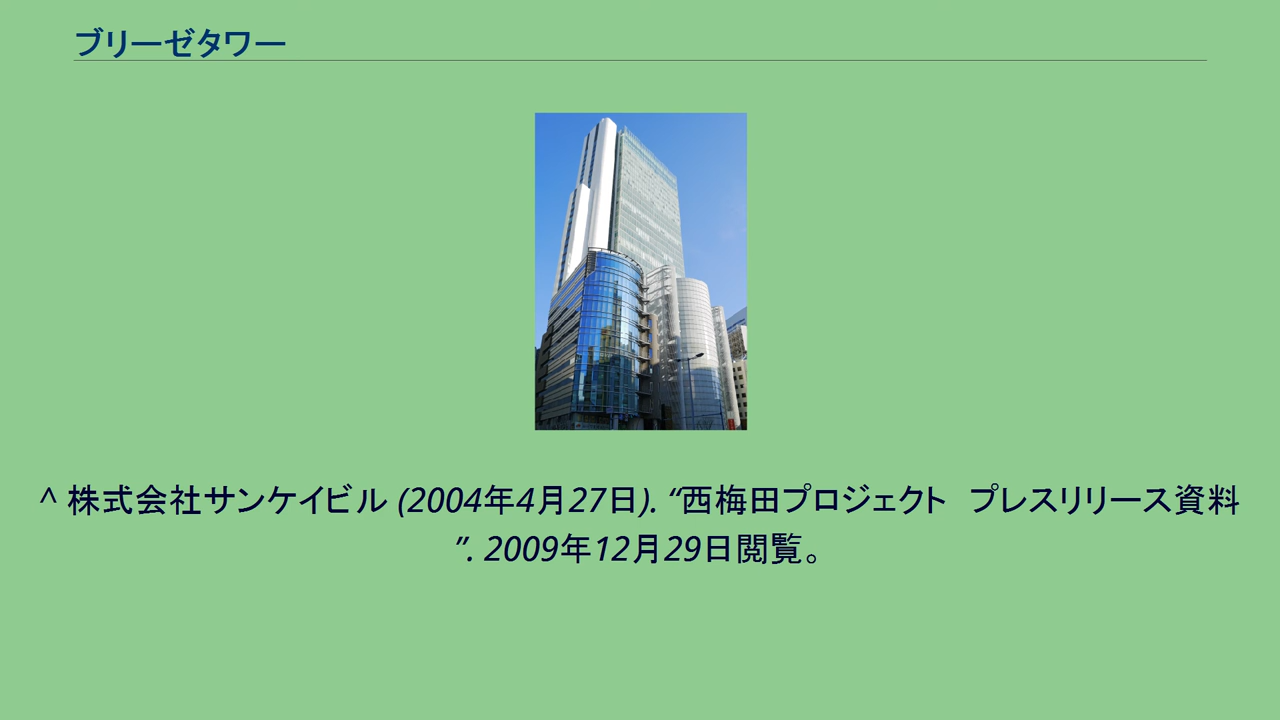 ブリーゼタワー
^ 株式会社サンケイビル (2004年4月27日). “西梅田プロジェクト　プレスリリース資料
”. 2009年12月29日閲覧。